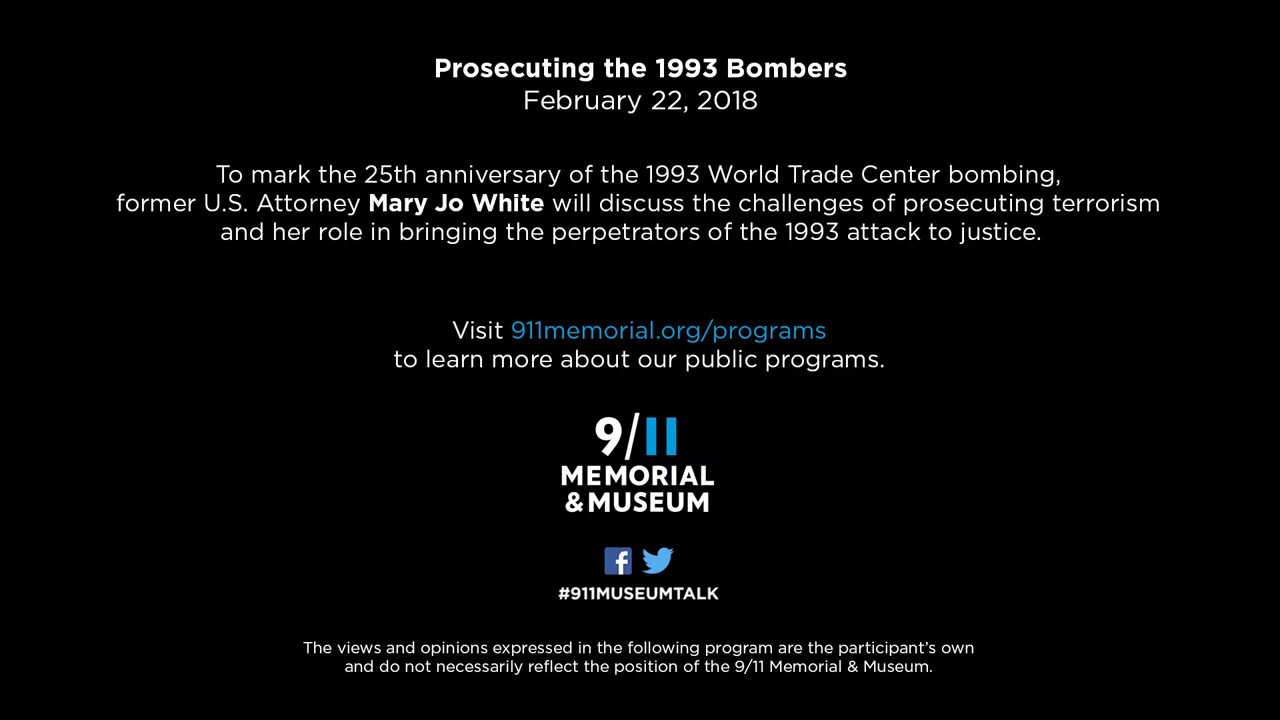 Prosecuting the 1993 Bombers
February 22, 2018
To mark the 25th anniversary of the 1993 World Trade Center bombing,
former U.S. Attorney Mary Jo White will discuss the challenges of prosecuting terrorism
and her role in bringing the perpetrators of the 1993 attack to justice.
Visit 911memorial.org/programs
to learn more about our public programs.
9/11
MEMORIAL
& MUSEUM
f
#911MUSEUMTALK
The views and opinions expressed in the following program are the participant's own
and do not necessarily reflect the position of the 9/11 Memorial & Museum.